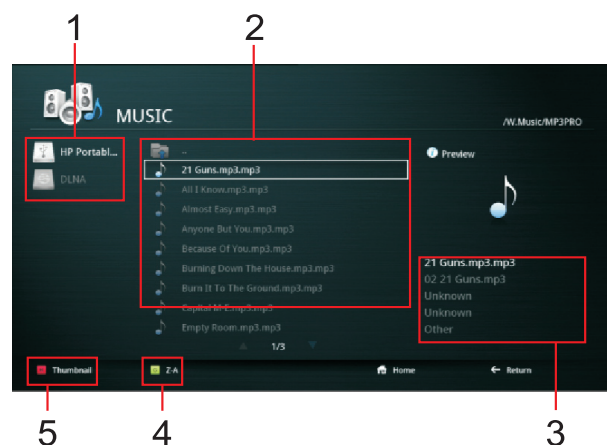 1
2
MUSIC
/W.Music/MP3PRO
HP Portabl...
DLNA
..
21 Guns.mp3.mp3
All I Know.mp3.mp3
Almost Easy.mp3.mp3
Anyone But You.mp3.mp3
Because Of You.mp3.mp3
Burning Down The House.mp3.mp3
Burn It To The Ground.mp3.mp3
Capital M-E.mp3.mp3
Empty Room.mp3.mp3
1/3
Preview
21 Guns.mp3.mp3
02 21 Guns.mp3
Unknown
Unknown
Other
Thumbnail
Z-A
Home
Return
5
4
3